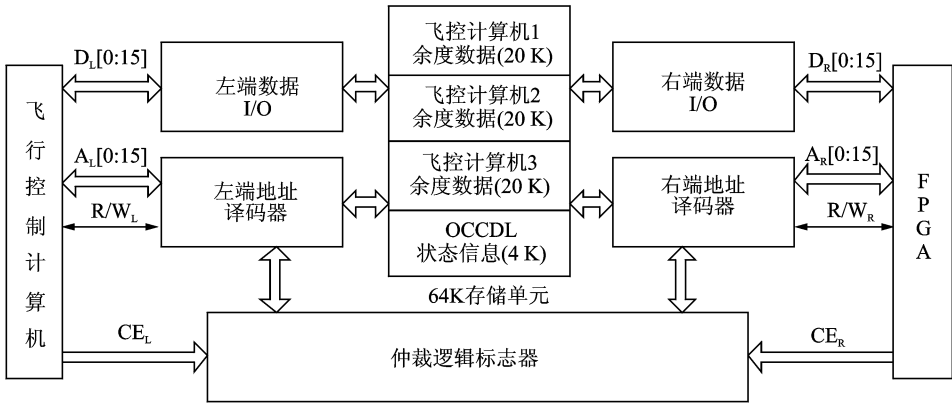 飞控计算机1
余度数据(20 K)
D_L[0:15]
左端数据
I/O
飞控计算机2
余度数据(20 K)
右端数据
I/O
D_R[0:15]
飞行控制计算机
A_L[0:15]
R/W_L
左端地址
译码器
飞控计算机3
余度数据(20 K)
右端地址
译码器
A_R[0:15]
R/W_R
FPGA
OCCDL
状态信息(4 K)
64K存储单元
CE_L
仲裁逻辑标志器
CE_R